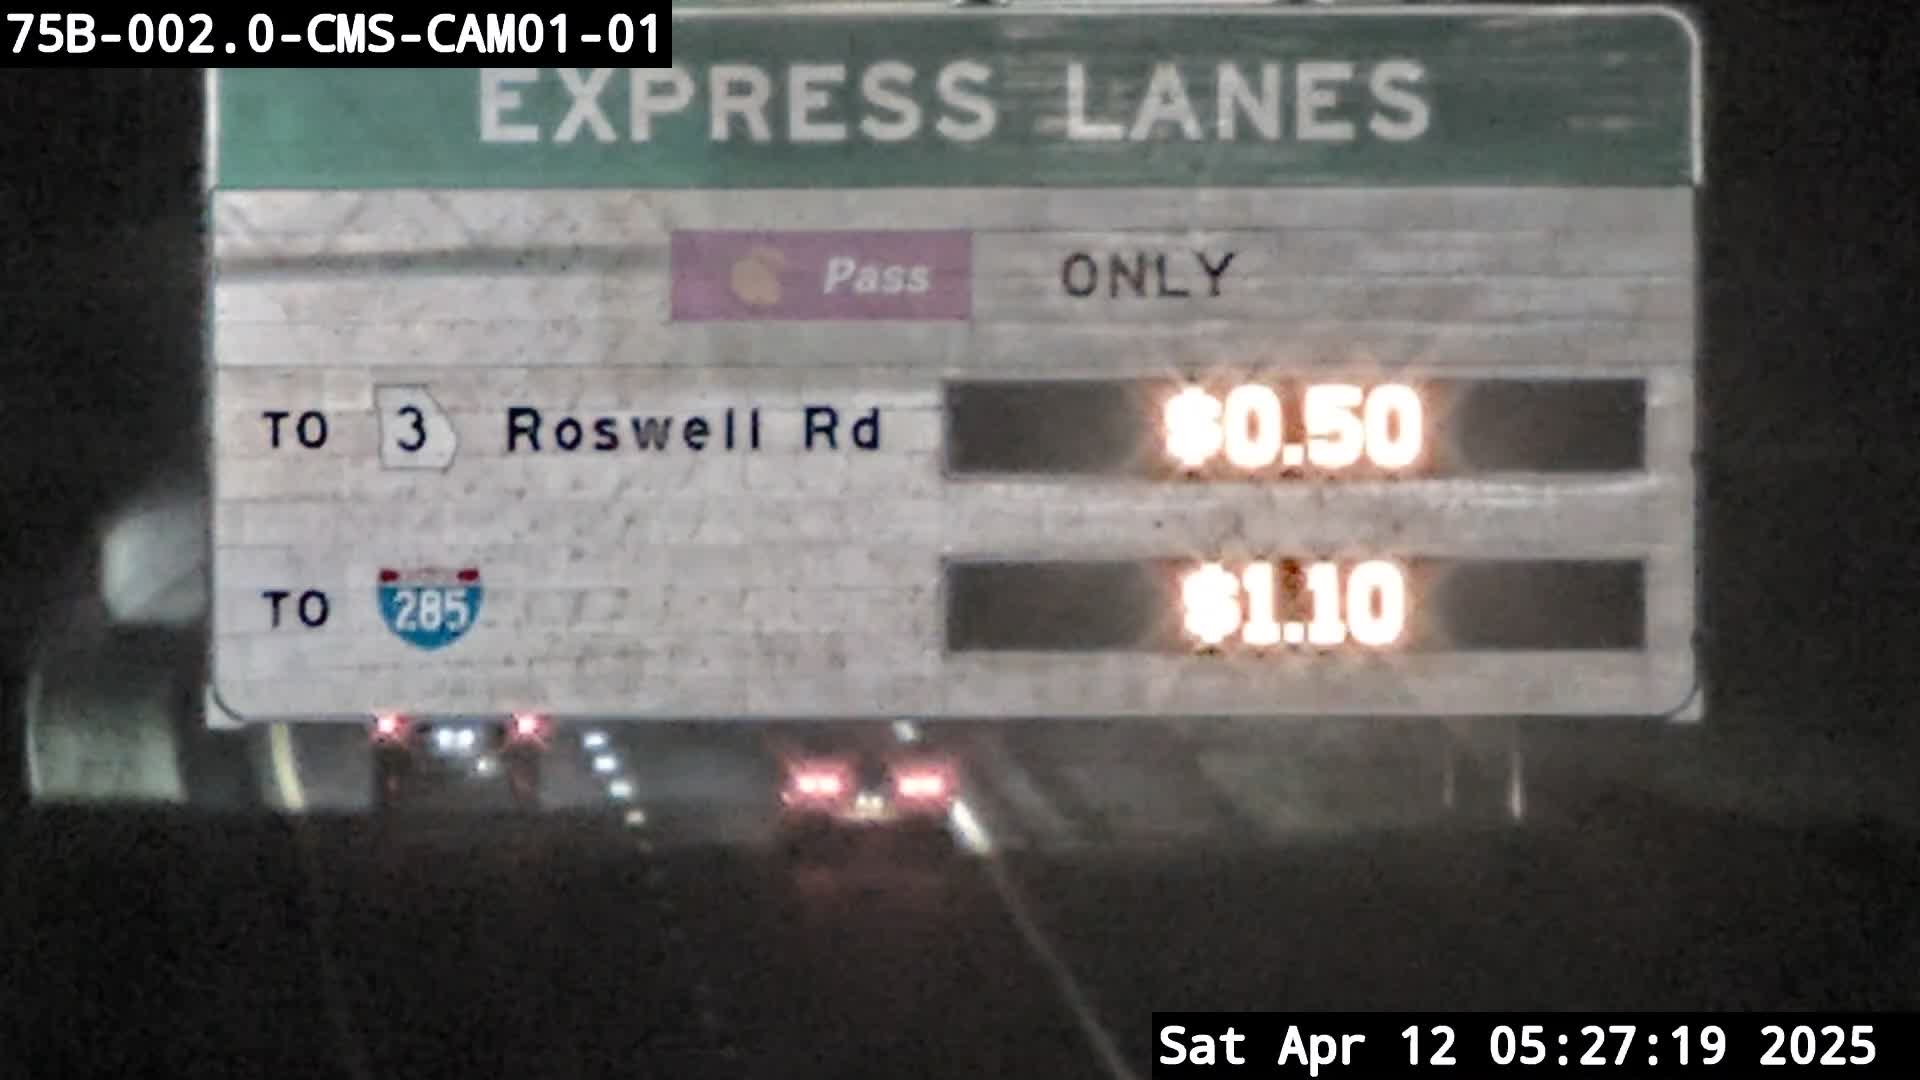 75B-002.0-CMS-CAM01-01
EXPRESS LANES
Pass ONLY
TO 3 Roswell Rd $0.50
TO 285 $1.10
Sat Apr 12 05:27:19 2025